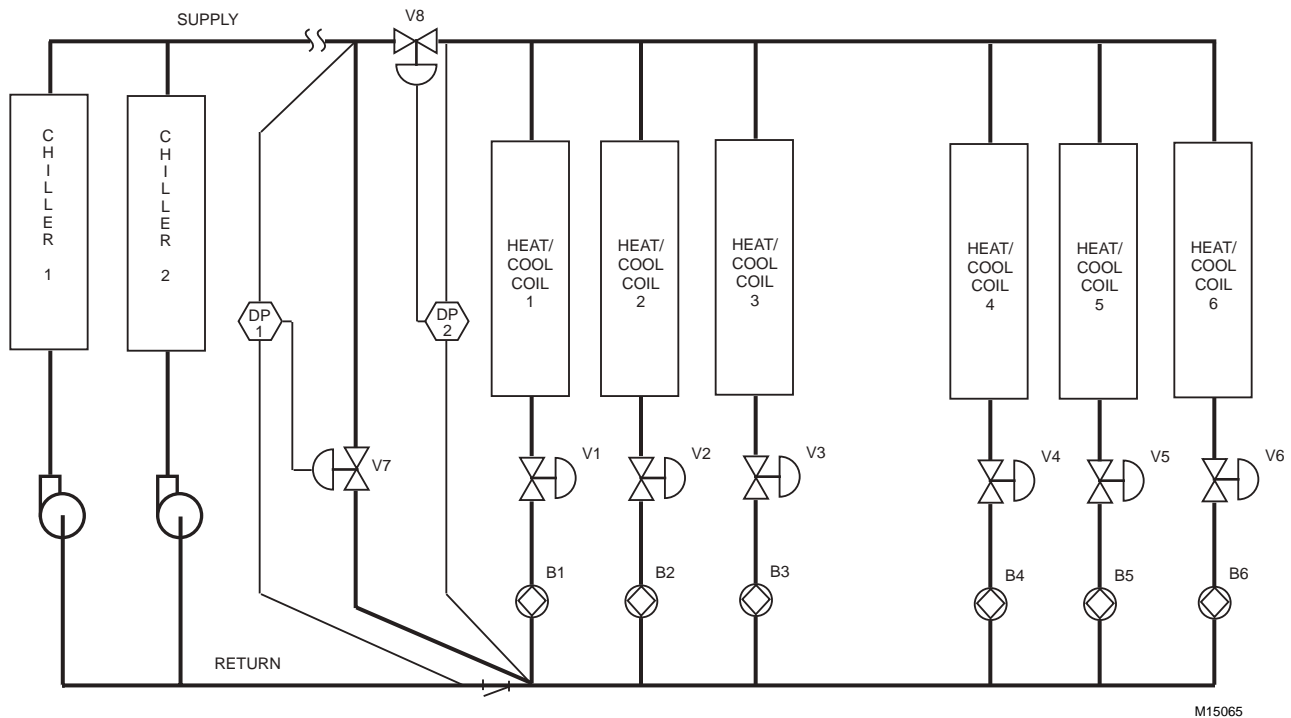 SUPPLY
V8
C
H
I
L
L
E
R
1
C
H
I
L
L
E
R
2
HEAT/
COOL
COIL
1
HEAT/
COOL
COIL
2
HEAT/
COOL
COIL
3
HEAT/
COOL
COIL
4
HEAT/
COOL
COIL
5
HEAT/
COOL
COIL
6
DP
1
DP
2
V7
V1
V2
V3
V4
V5
V6
B1
B2
B3
B4
B5
B6
RETURN
M15065